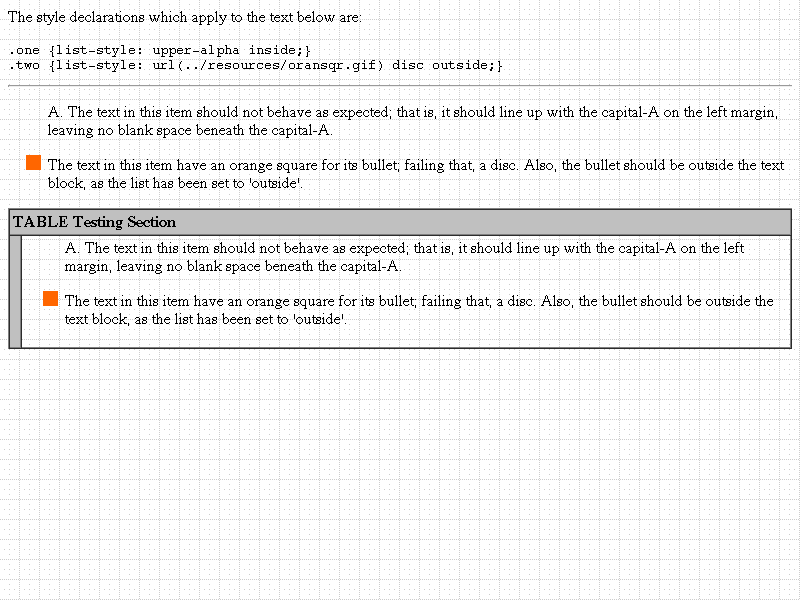 The style declarations which apply to the text below are:
.one {list-style: upper-alpha inside;}
.two {list-style: url(../resources/oransqr.gif) disc outside;}
A. The text in this item should not behave as expected; that is, it should line up with the capital-A on the left margin,
leaving no blank space beneath the capital-A.
The text in this item have an orange square for its bullet; failing that, a disc. Also, the bullet should be outside the text
block, as the list has been set to 'outside'.
TABLE Testing Section
A. The text in this item should not behave as expected; that is, it should line up with the capital-A on the left
margin, leaving no blank space beneath the capital-A.
The text in this item have an orange square for its bullet; failing that, a disc. Also, the bullet should be outside the
text block, as the list has been set to 'outside'.